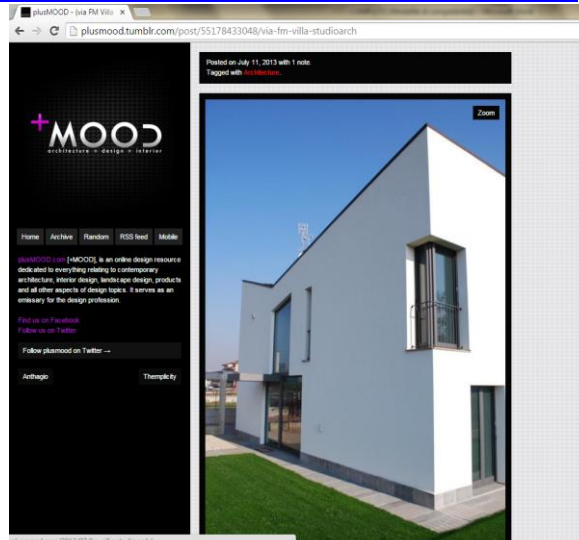 plusMOOD - (via FM Villa
plusmood.tumblr.com/post/55178433048/via-fm-villa-studioarch
Posted on July 11, 2013 with 1 note.
Tagged with Architecture.
Zoom
+MOOD
architecture + design + interior
Home Archive Random RSS feed Mobile
plusMOOD.com [+MOOD], is an online design resource
dedicated to everything relating to contemporary
architecture, interior design, landscape design, products
and all other aspects of design topics. It serves as an
emissary for the design profession.
Find us on Facebook
Follow us on Twitter
Follow plusmood on Twitter →
Anthagio Themplicity